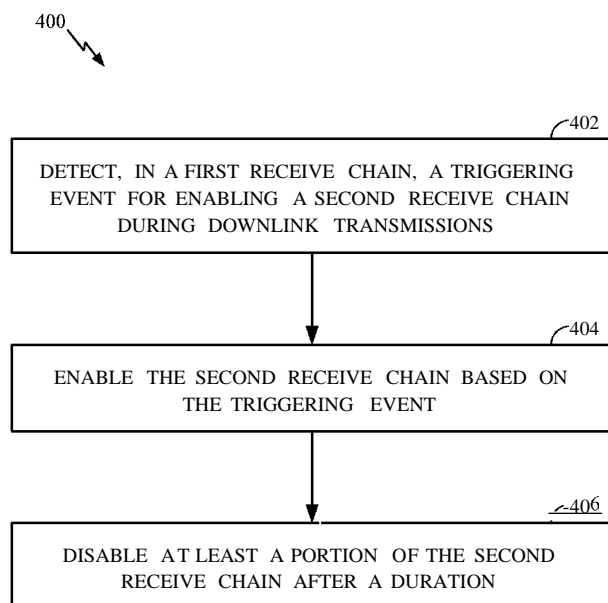 400
402
DETECT, IN A FIRST RECEIVE CHAIN, A TRIGGERING
EVENT FOR ENABLING A SECOND RECEIVE CHAIN
DURING DOWNLINK TRANSMISSIONS
404
ENABLE THE SECOND RECEIVE CHAIN BASED ON
THE TRIGGERING EVENT
406
DISABLE AT LEAST A PORTION OF THE SECOND
RECEIVE CHAIN AFTER A DURATION